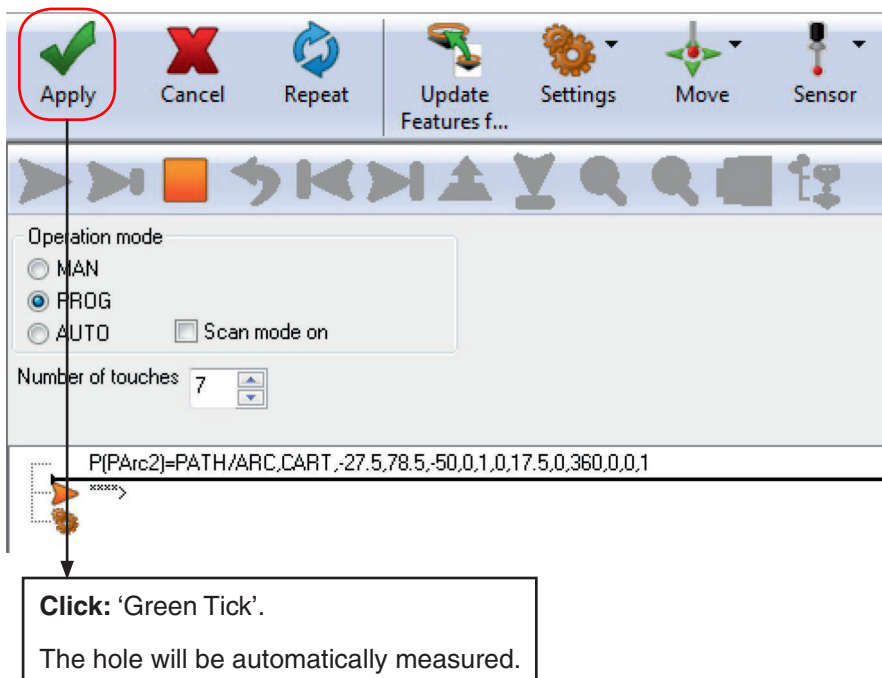 Apply Cancel Repeat Update Settings Move Sensor
Features f...
Operation mode
MAN
PROG
AUTO Scan mode on
Number of touches 7
P(PArc2)=PATH/ARC,CART,-27.5,78.5,-50,0,1,0,17.5,0,360,0,0,1
****>
Click: ‘Green Tick’.
The hole will be automatically measured.